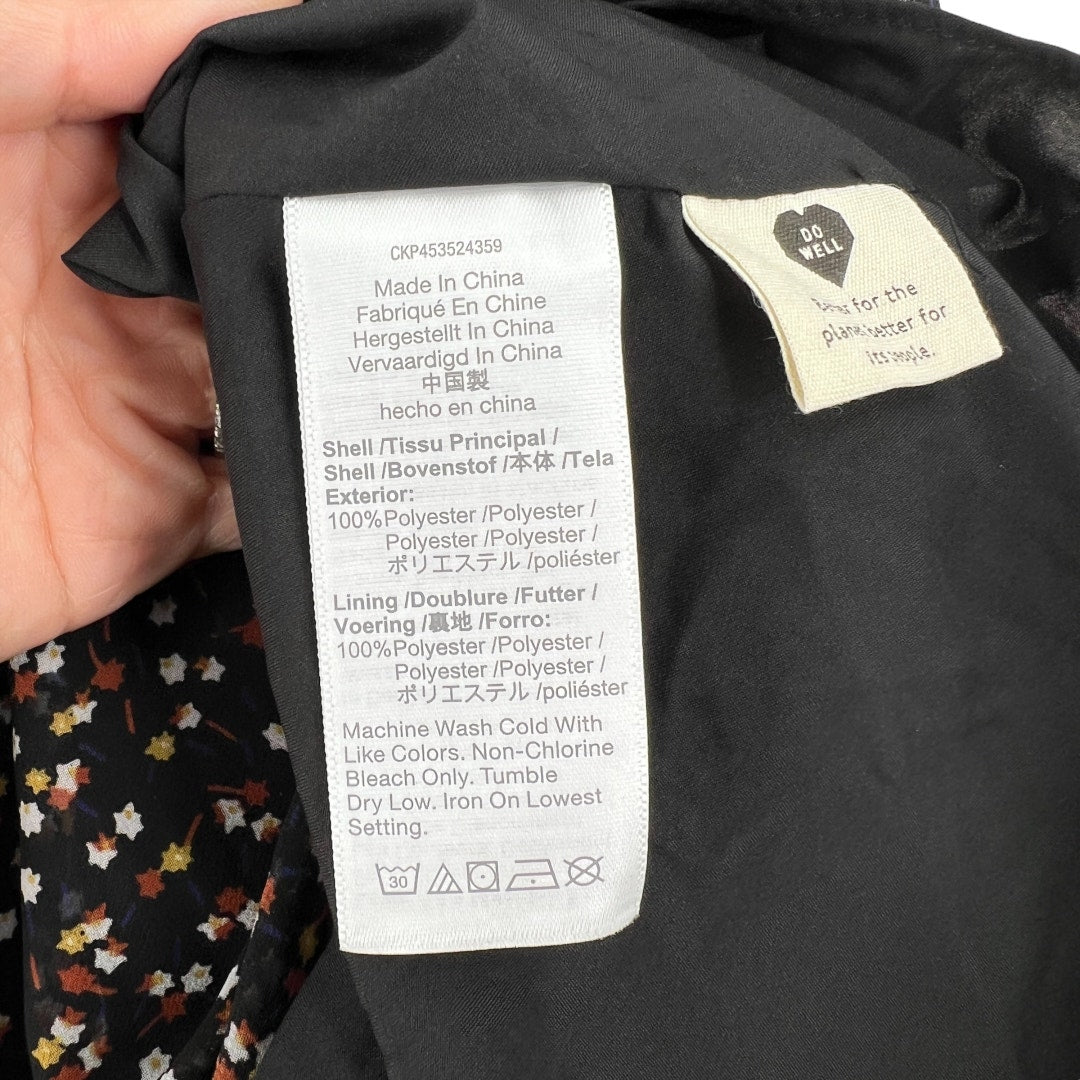 CKP453524359
Made In China
Fabriqué En Chine
Hergestellt In China
Vervaardigd In China
中国製
hecho en china
Shell /Tissu Principal /
Shell /Bovenstof /本体 /Tela
Exterior:
100%Polyester /Polyester /
Polyester /Polyester /
ポリエステル /poliéster
Lining /Doublure /Futter /
Voering /裏地 /Forro:
100%Polyester /Polyester /
Polyester /Polyester /
ポリエステル /poliéster
Machine Wash Cold With
Like Colors. Non-Chlorine
Bleach Only. Tumble
Dry Low. Iron On Lowest
Setting.
30
DO
WELL
Better for the
planet better for
its people.